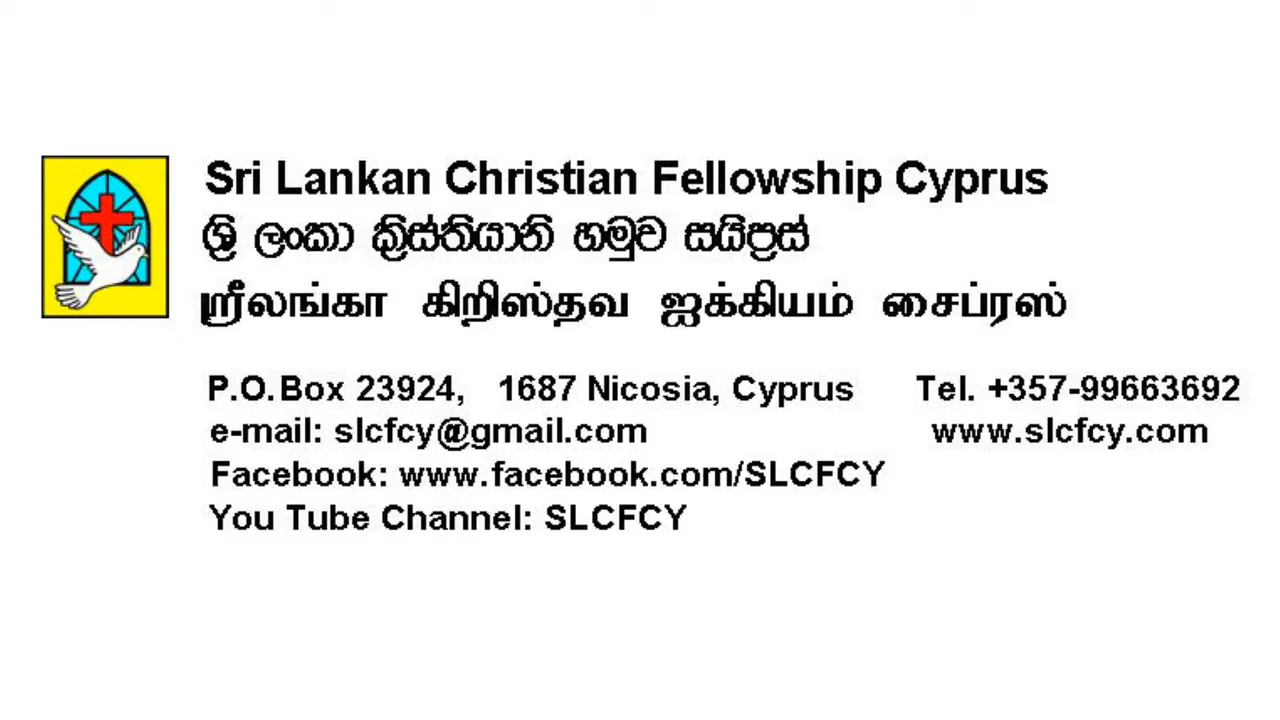 Sri Lankan Christian Fellowship Cyprus
ශ්‍රී ලංකා ක්‍රිස්තියානි හමුව සයිප්‍රස්
ஸ்ரீலங்கா கிறிஸ்தவ ஐக்கியம் சைப்ரஸ்
P.O.Box 23924, 1687 Nicosia, Cyprus Tel. +357-99663692
e-mail: slcfcy@gmail.com www.slcfcy.com
Facebook: www.facebook.com/SLCFCY
You Tube Channel: SLCFCY